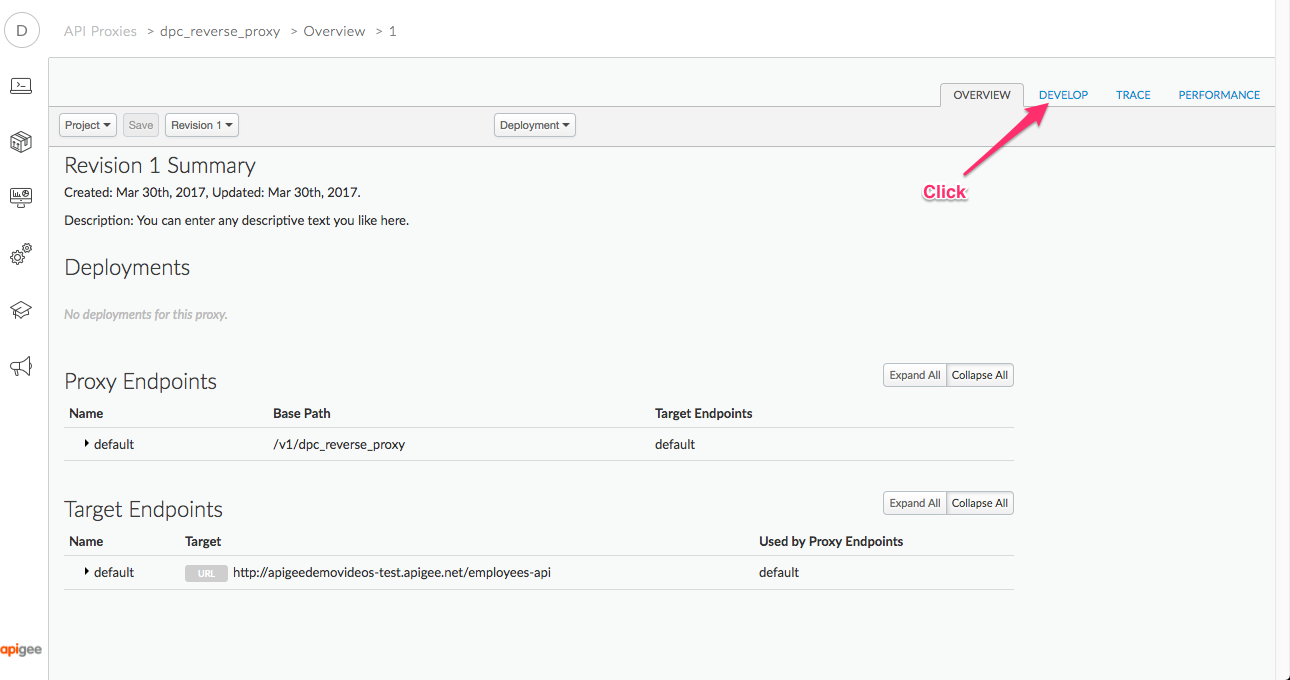 D
API Proxies > dpc_reverse_proxy > Overview > 1
OVERVIEW DEVELOP TRACE PERFORMANCE
Project Save Revision 1 Deployment
Click
Revision 1 Summary
Created: Mar 30th, 2017, Updated: Mar 30th, 2017.
Description: You can enter any descriptive text you like here.
Deployments
No deployments for this proxy.
Proxy Endpoints
Expand All Collapse All
Name Base Path Target Endpoints
default /v1/dpc_reverse_proxy default
Target Endpoints
Expand All Collapse All
Name Target Used by Proxy Endpoints
default URL http://apigeedemovideos-test.apigee.net/employees-api default
apigee